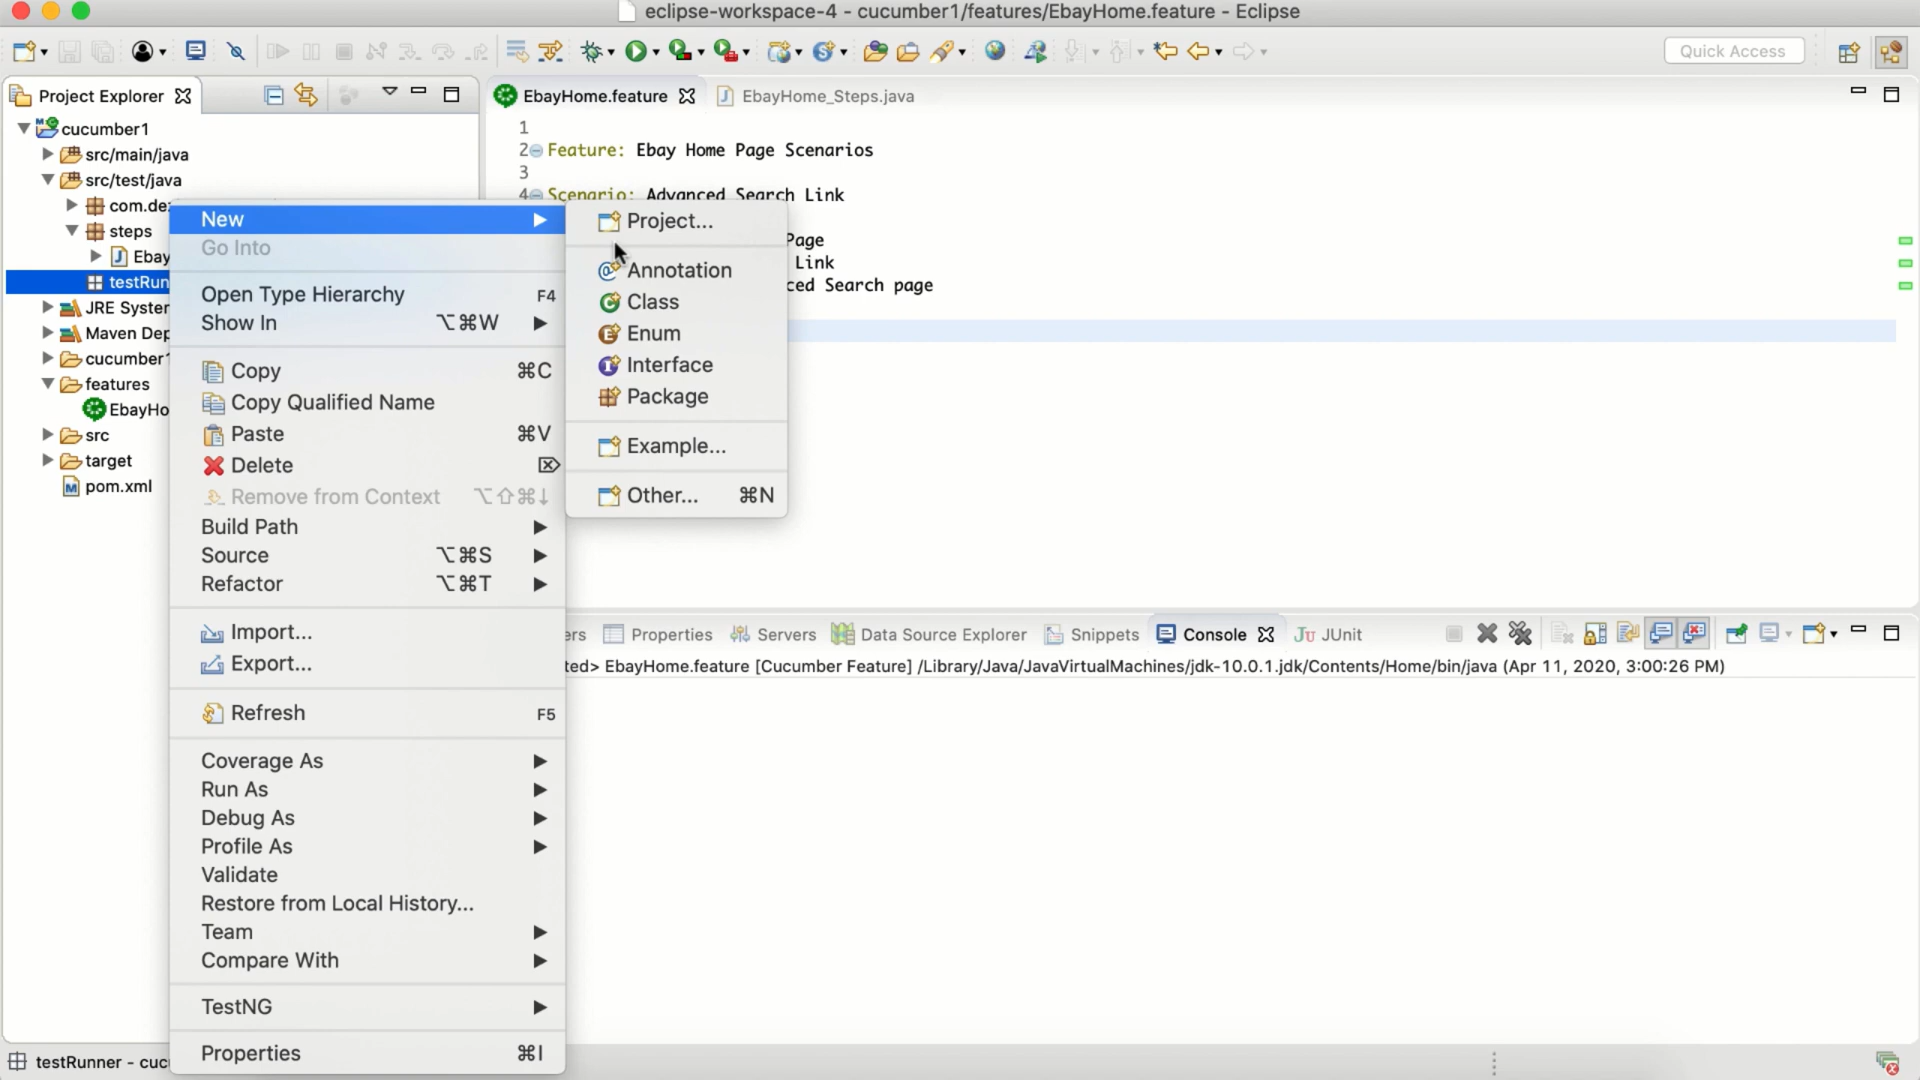 eclipse-workspace-4 - cucumber1/features/EbayHome.feature - Eclipse
Quick Access
Project Explorer
EbayHome.feature
EbayHome_Steps.java
cucumber1
src/main/java
src/test/java
com.de
steps
Ebay
testRun
JRE Syster
Maven Dep
cucumber1
features
EbayHo
src
target
pom.xml
1
2 Feature: Ebay Home Page Scenarios
3
4 Scenario: Advanced Search Link
Page
Link
ced Search page
New
Go Into
Open Type Hierarchy F4
Show In ⌥⌘W
Copy ⌘C
Copy Qualified Name
Paste ⌘V
Delete ⌦
Remove from Context ⌥⇧⌘↓
Build Path
Source ⌥⌘S
Refactor ⌥⌘T
Import...
Export...
Refresh F5
Coverage As
Run As
Debug As
Profile As
Validate
Restore from Local History...
Team
Compare With
TestNG
Properties ⌘I
Project...
Annotation
Class
Enum
Interface
Package
Example...
Other... ⌘N
ers
Properties
Servers
Data Source Explorer
Snippets
Console
JUnit
ted> EbayHome.feature [Cucumber Feature] /Library/Java/JavaVirtualMachines/jdk-10.0.1.jdk/Contents/Home/bin/java (Apr 11, 2020, 3:00:26 PM)
testRunner - cuc